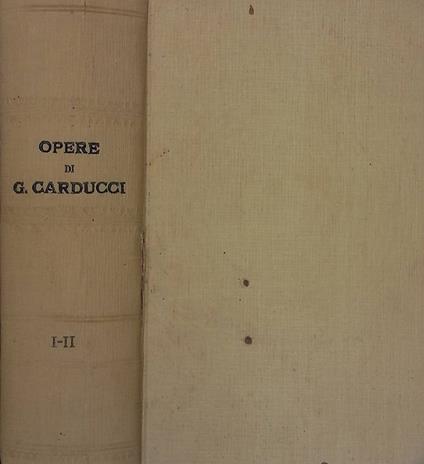 OPERE
DI
G. CARDUCCI
I-II